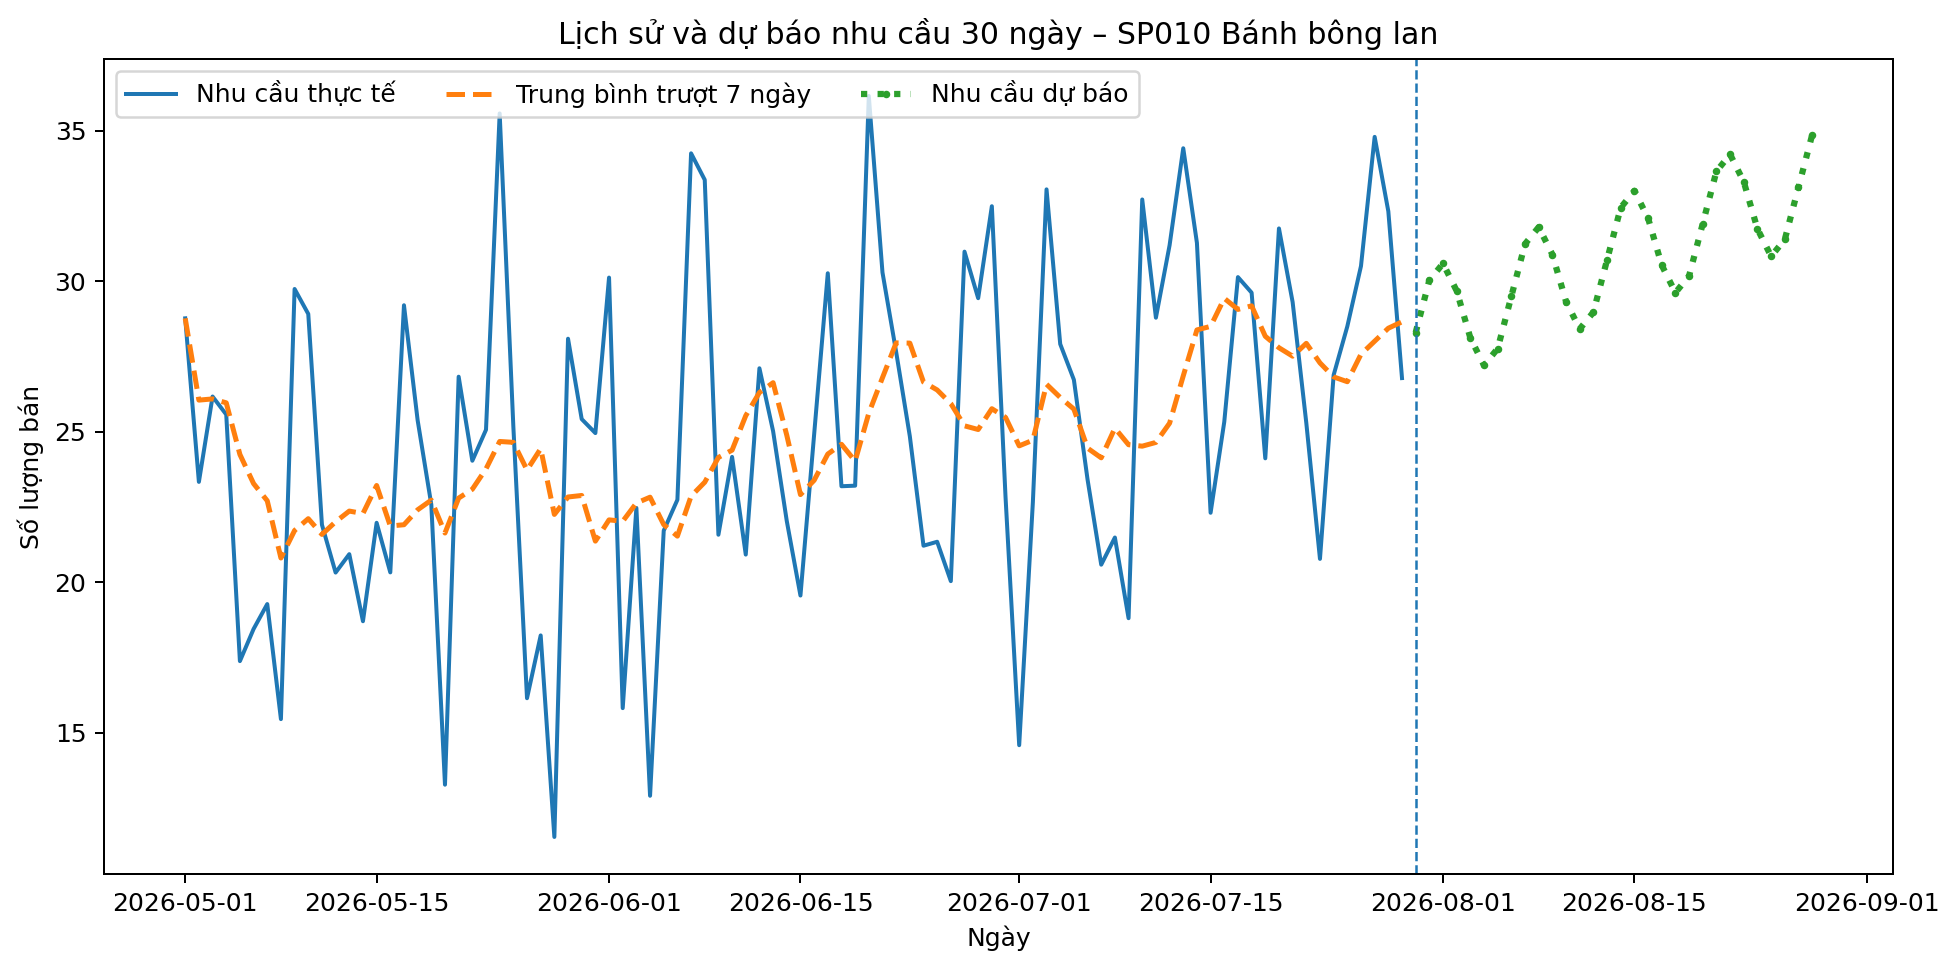 Lịch sử và dự báo nhu cầu 30 ngày – SP010 Bánh bông lan
Nhu cầu thực tế
Trung bình trượt 7 ngày
Nhu cầu dự báo
Số lượng bán
35
30
25
20
15
2026-05-01
2026-05-15
2026-06-01
2026-06-15
2026-07-01
2026-07-15
2026-08-01
2026-08-15
2026-09-01
Ngày